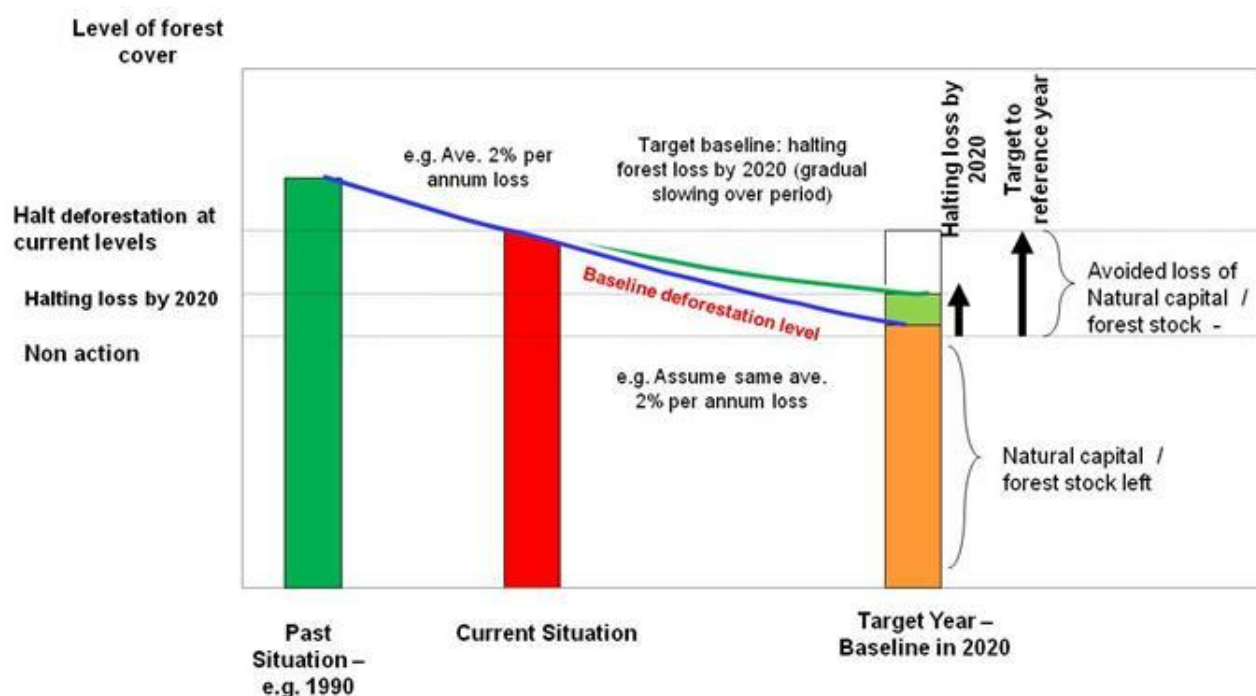 Level of forest
cover
Halting loss by
2020
Target to
reference year
e.g. Ave. 2% per
annum loss
Target baseline: halting
forest loss by 2020 (gradual
slowing over period)
Halt deforestation at
current levels
Halting loss by 2020
Non action
Baseline deforestation level
Avoided loss of
Natural capital /
forest stock -
e.g. Assume same ave.
2% per annum loss
Natural capital /
forest stock left
Past
Situation –
e.g. 1990
Current Situation
Target Year –
Baseline in 2020